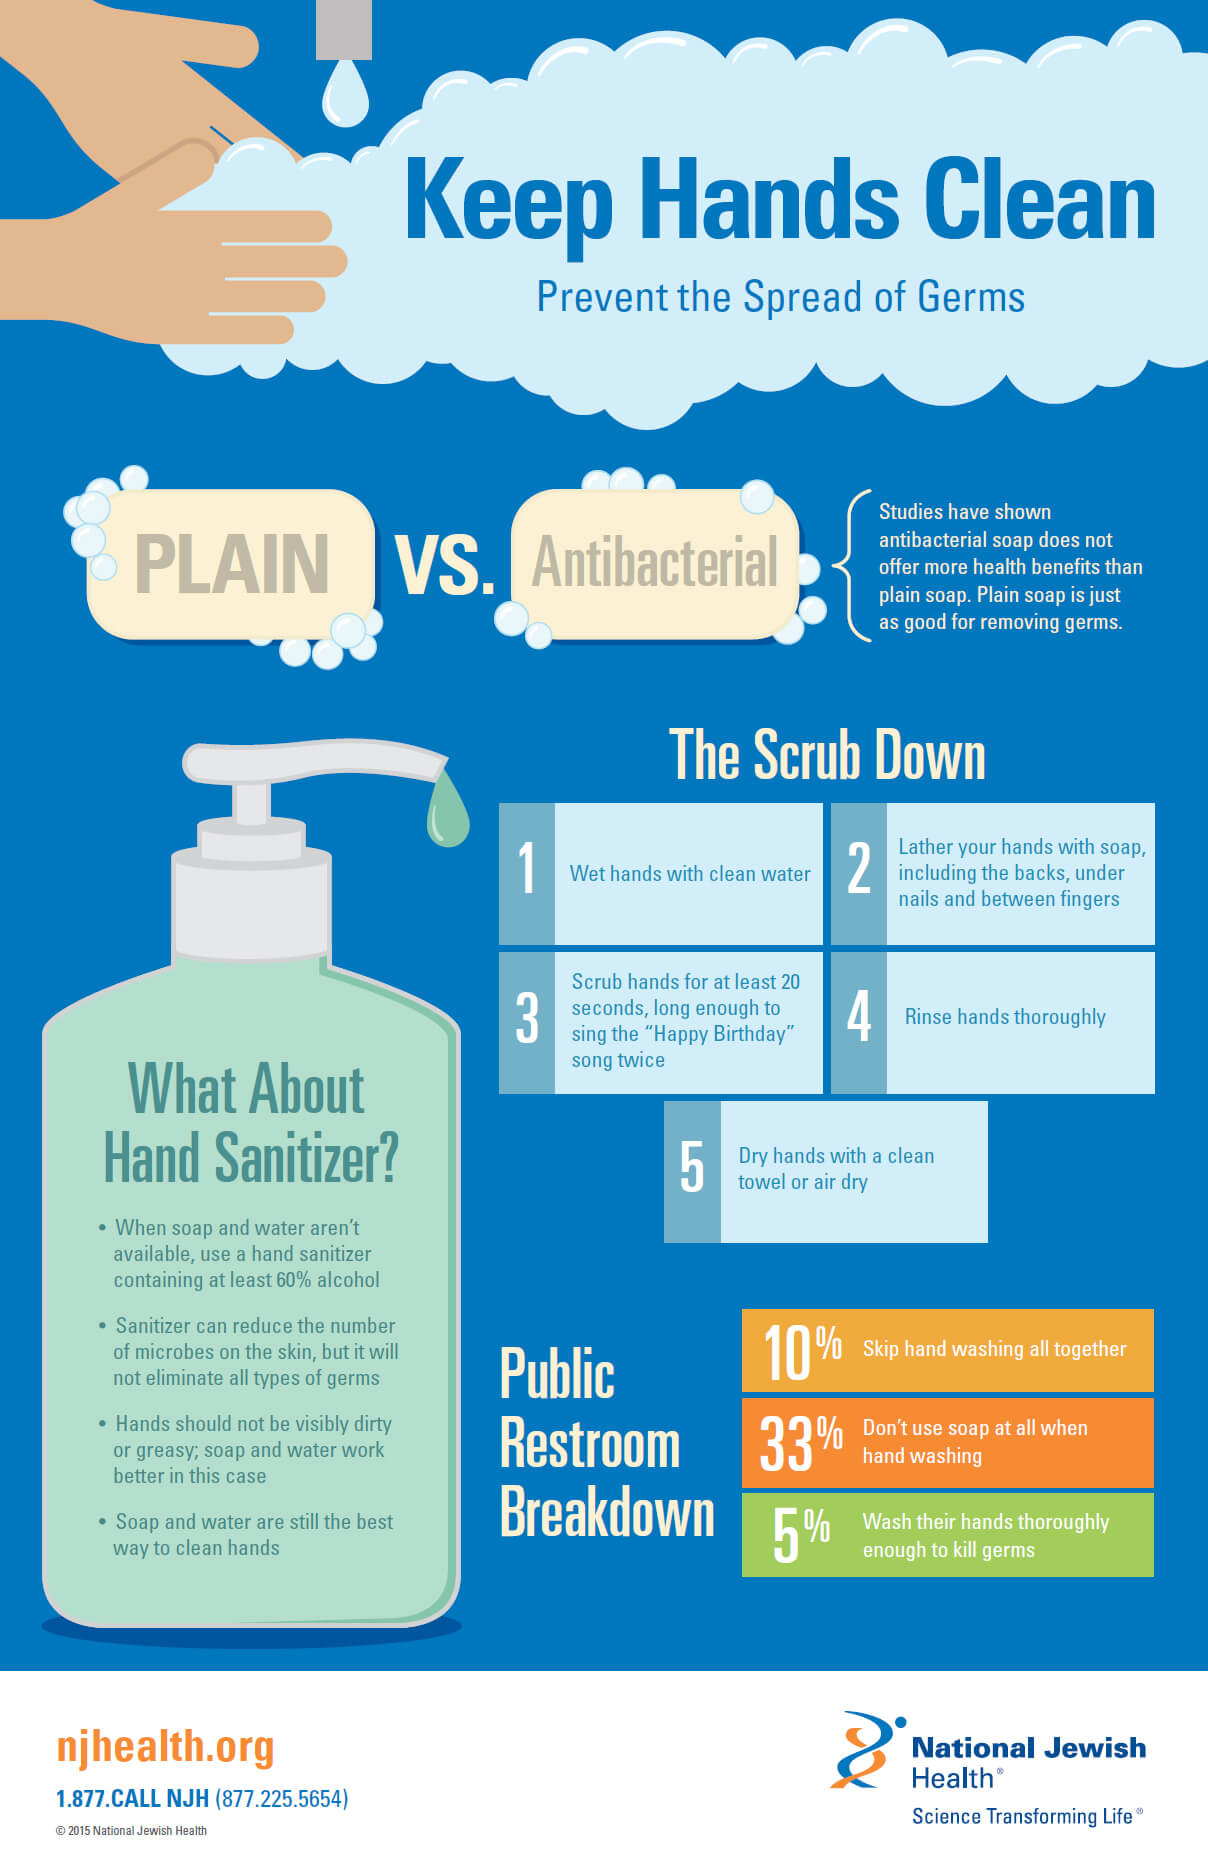 Keep Hands Clean
Prevent the Spread of Germs
PLAIN
VS.
Antibacterial
Studies have shown
antibacterial soap does not
offer more health benefits than
plain soap. Plain soap is just
as good for removing germs.
The Scrub Down
1
Wet hands with clean water
2
Lather your hands with soap,
including the backs, under
nails and between fingers
3
Scrub hands for at least 20
seconds, long enough to
sing the “Happy Birthday”
song twice
4
Rinse hands thoroughly
5
Dry hands with a clean
towel or air dry
What About
Hand Sanitizer?
• When soap and water aren’t
available, use a hand sanitizer
containing at least 60% alcohol
• Sanitizer can reduce the number
of microbes on the skin, but it will
not eliminate all types of germs
• Hands should not be visibly dirty
or greasy; soap and water work
better in this case
• Soap and water are still the best
way to clean hands
Public
Restroom
Breakdown
10%
Skip hand washing all together
33%
Don’t use soap at all when
hand washing
5%
Wash their hands thoroughly
enough to kill germs
njhealth.org
1.877.CALL NJH (877.225.5654)
© 2015 National Jewish Health
National Jewish
Health®
Science Transforming Life®